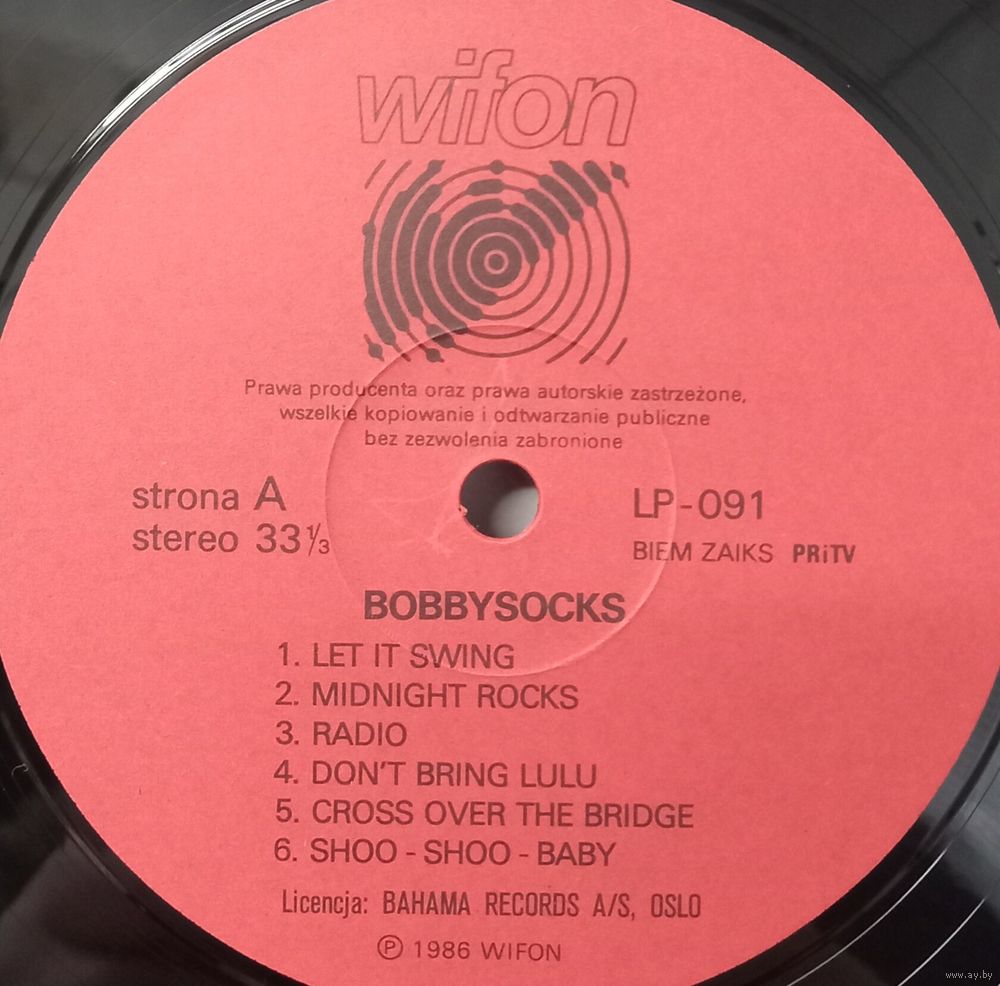 wifon
Prawa producenta oraz prawa autorskie zastrzeżone,
wszelkie kopiowanie i odtwarzanie publiczne
bez zezwolenia zabronione
strona A
stereo 33⅓
LP-091
BIEM ZAIKS PRiTV
BOBBYSOCKS
1. LET IT SWING
2. MIDNIGHT ROCKS
3. RADIO
4. DON'T BRING LULU
5. CROSS OVER THE BRIDGE
6. SHOO - SHOO - BABY
Licencja: BAHAMA RECORDS A/S, OSLO
Ⓟ 1986 WIFON
www.ay.by